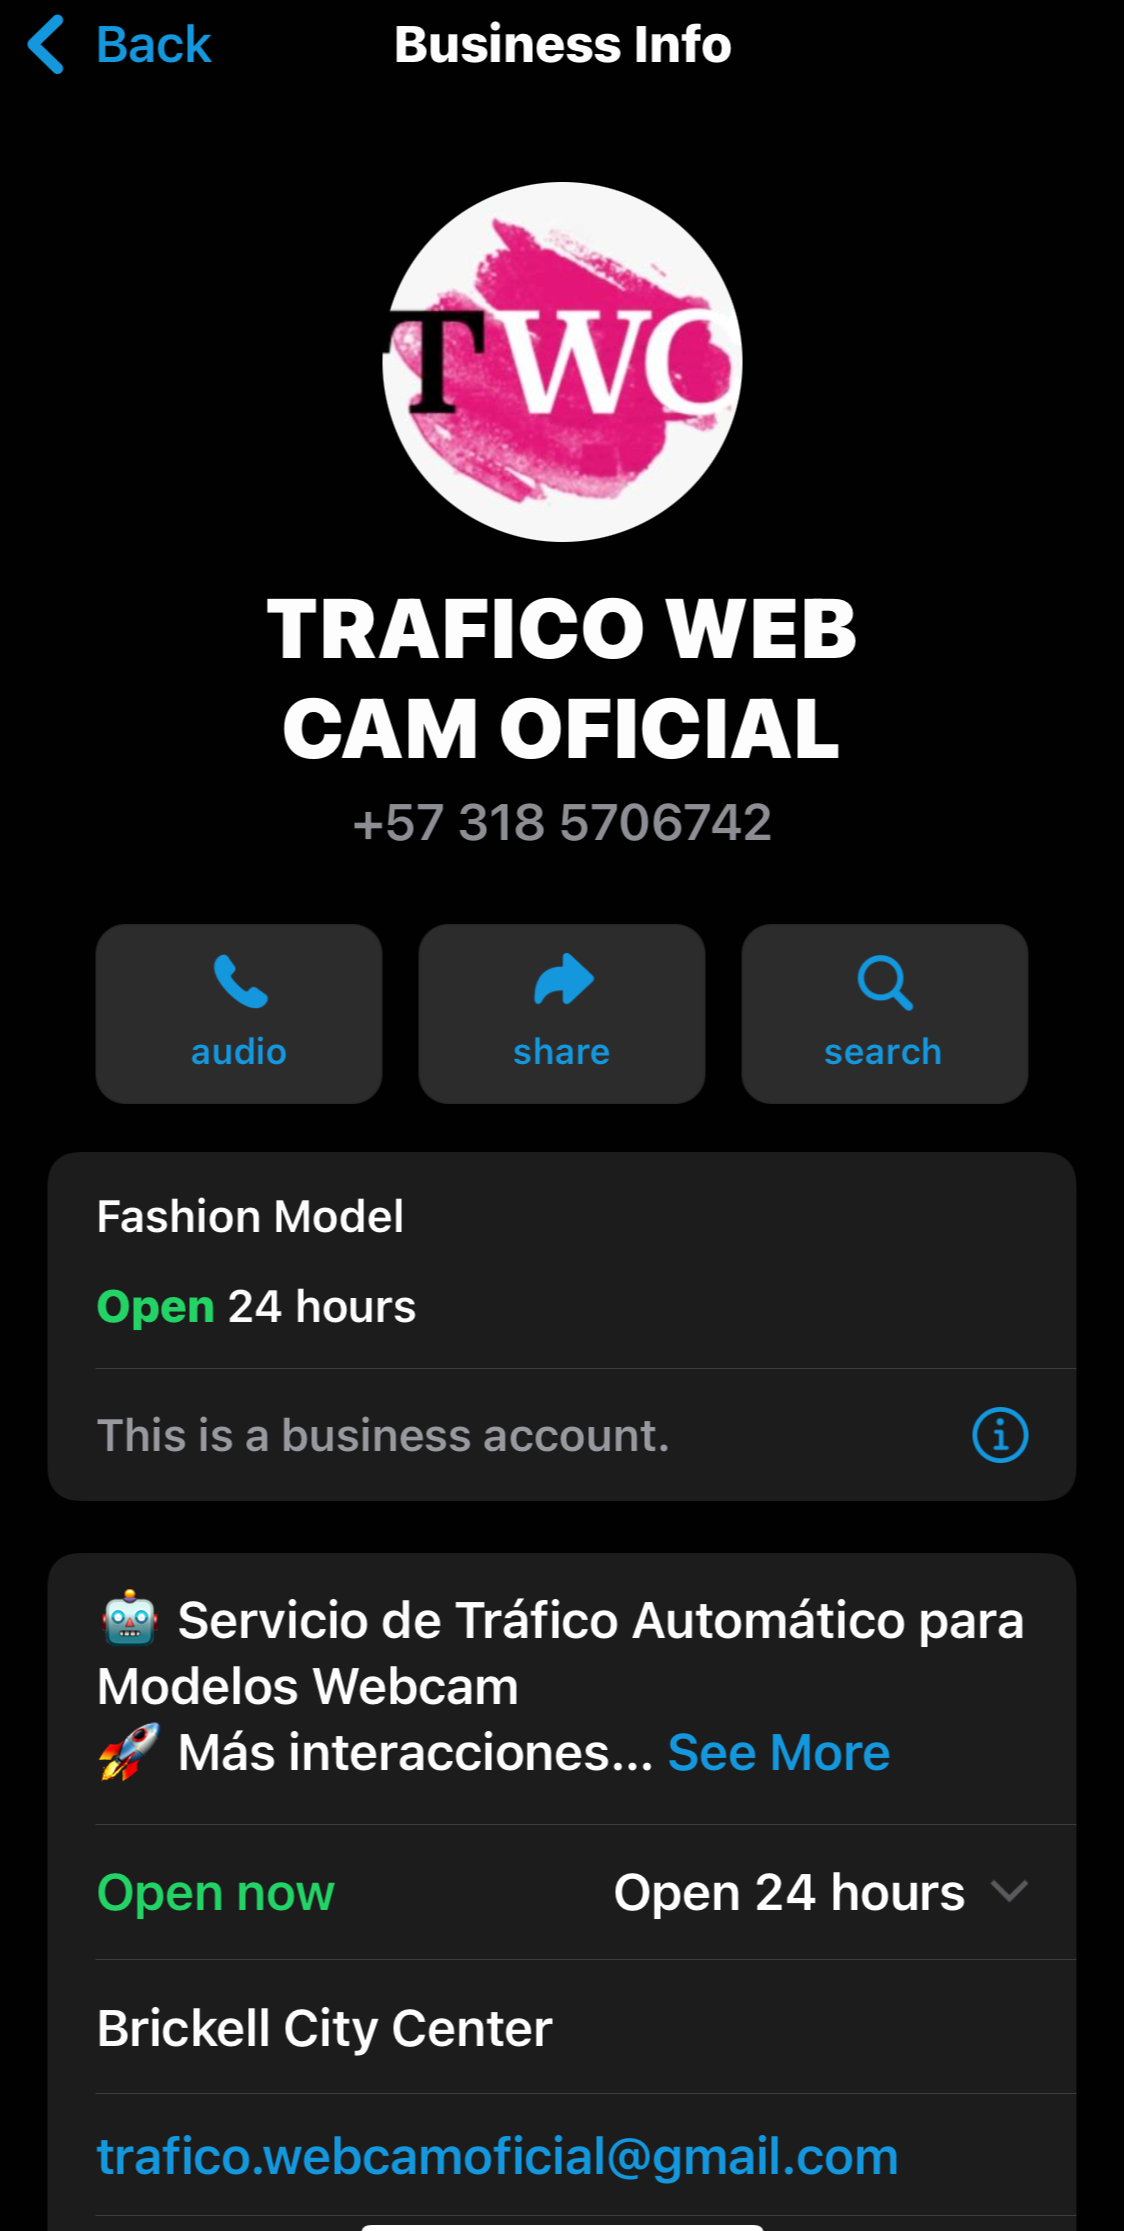 Back
Business Info
TWC
TRAFICO WEB
CAM OFICIAL
+57 318 5706742
audio
share
search
Fashion Model
Open 24 hours
This is a business account.
🤖 Servicio de Tráfico Automático para
Modelos Webcam
🚀 Más interacciones... See More
Open now
Open 24 hours
Brickell City Center
trafico.webcamoficial@gmail.com